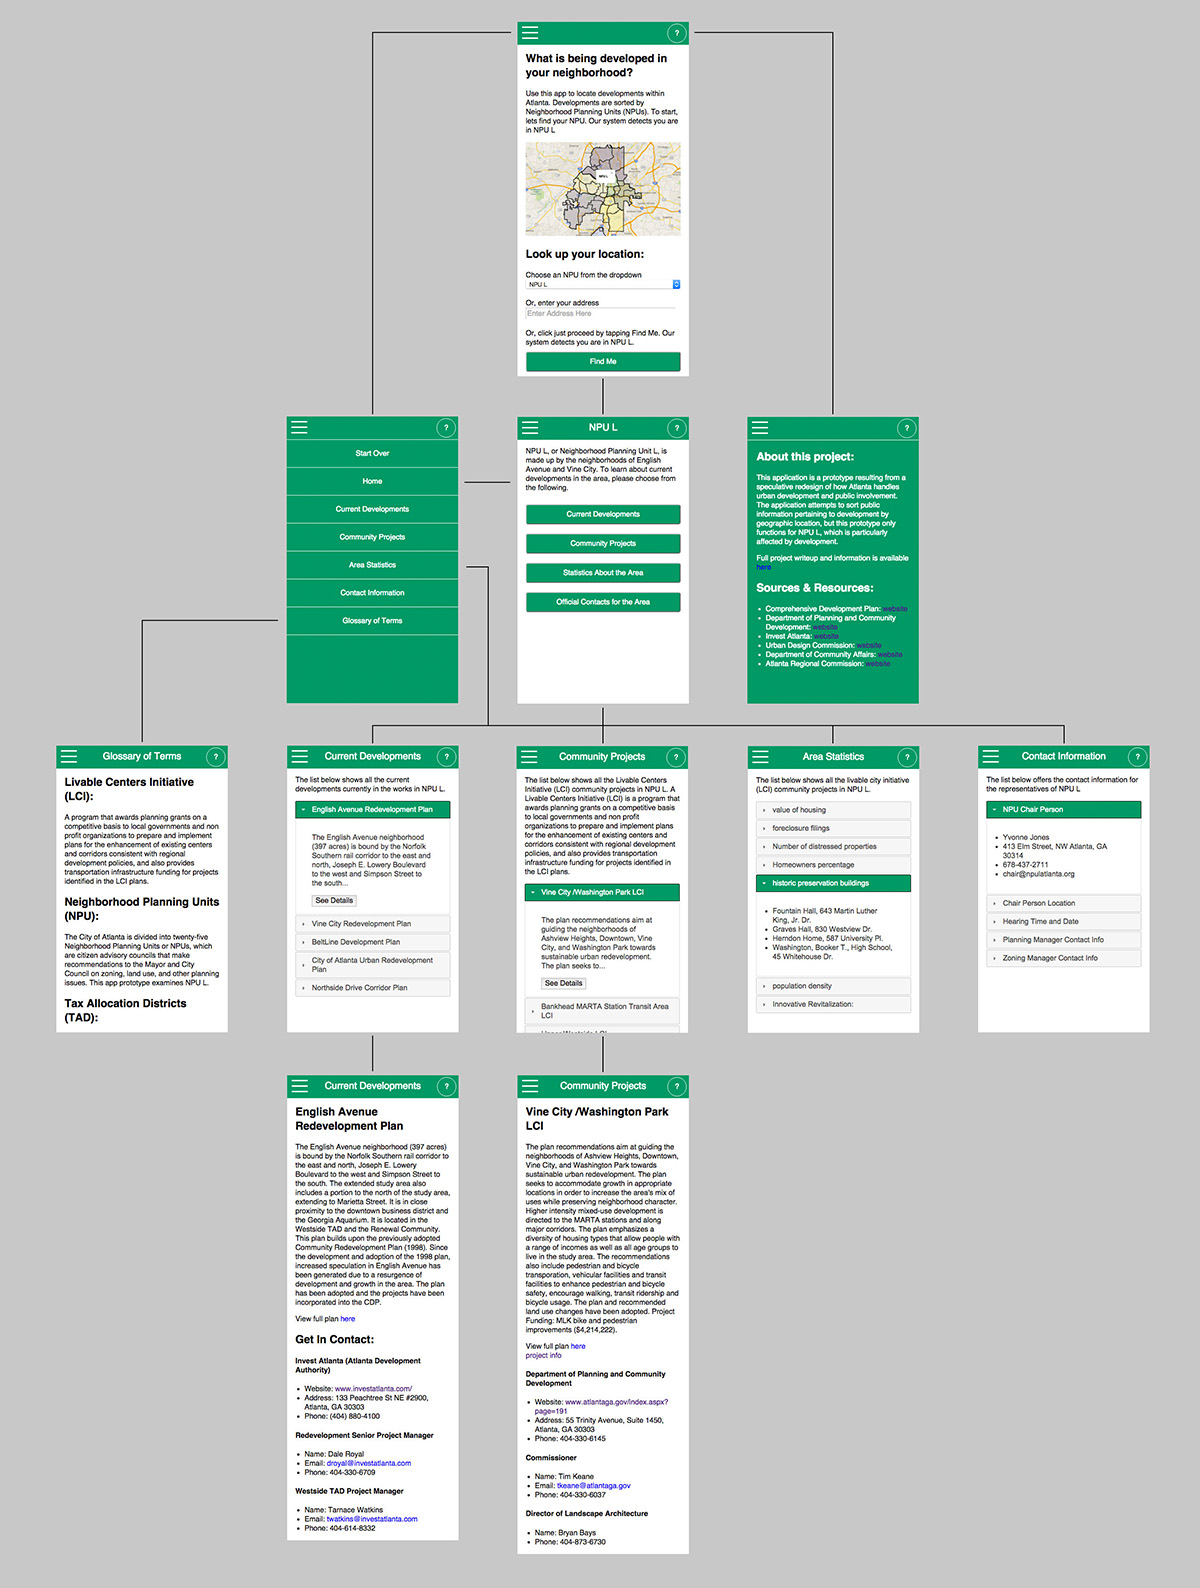 ?
What is being developed in
your neighborhood?
Use this app to locate developments within
Atlanta. Developments are sorted by
Neighborhood Planning Units (NPUs). To start,
lets find your NPU. Our system detects you are
in NPU L
NPU L
Look up your location:
Choose an NPU from the dropdown
NPU L
Or, enter your address
Enter Address Here
Or, click just proceed by tapping Find Me. Our
system detects you are in NPU L.
Find Me
?
Start Over
Home
Current Developments
Community Projects
Area Statistics
Contact Information
Glossary of Terms
NPU L
?
NPU L, or Neighborhood Planning Unit L, is
made up by the neighborhoods of English
Avenue and Vine City. To learn about current
developments in the area, please choose from
the following.
Current Developments
Community Projects
Statistics About the Area
Official Contacts for the Area
?
About this project:
This application is a prototype resulting from a
speculative redesign of how Atlanta handles
urban development and public involvement.
The application attempts to sort public
information pertaining to development by
geographic location, but this prototype only
functions for NPU L, which is particularly
affected by development.
Full project writeup and information is available
here
Sources & Resources:
Comprehensive Development Plan: website
Department of Planning and Community
Development: website
Invest Atlanta: website
Urban Design Commission: website
Department of Community Affairs: website
Atlanta Regional Commission: website
Glossary of Terms
?
Livable Centers Initiative
(LCI):
A program that awards planning grants on a
competitive basis to local governments and non
profit organizations to prepare and implement
plans for the enhancement of existing centers
and corridors consistent with regional
development policies, and also provides
transportation infrastructure funding for projects
identified in the LCI plans.
Neighborhood Planning Units
(NPU):
The City of Atlanta is divided into twenty-five
Neighborhood Planning Units or NPUs, which
are citizen advisory councils that make
recommendations to the Mayor and City
Council on zoning, land use, and other planning
issues. This app prototype examines NPU L.
Tax Allocation Districts
(TAD):
Current Developments
?
The list below shows all the current
developments currently in the works in NPU L.
English Avenue Redevelopment Plan
The English Avenue neighborhood
(397 acres) is bound by the Norfolk
Southern rail corridor to the east and
north, Joseph E. Lowery Boulevard
to the west and Simpson Street to
the south...
See Details
Vine City Redevelopment Plan
BeltLine Development Plan
City of Atlanta Urban Redevelopment
Plan
Northside Drive Corridor Plan
Community Projects
?
The list below shows all the Livable Centers
Initiative (LCI) community projects in NPU L. A
Livable Centers Initiative (LCI) is a program that
awards planning grants on a competitive basis
to local governments and non profit
organizations to prepare and implement plans
for the enhancement of existing centers and
corridors consistent with regional development
policies, and also provides transportation
infrastructure funding for projects identified in
the LCI plans.
Vine City /Washington Park LCI
The plan recommendations aim at
guiding the neighborhoods of
Ashview Heights, Downtown, Vine
City, and Washington Park towards
sustainable urban redevelopment.
The plan seeks to...
See Details
Bankhead MARTA Station Transit Area
LCI
Area Statistics
?
The list below shows all the livable city initiative
(LCI) community projects in NPU L.
value of housing
foreclosure filings
Number of distressed properties
Homeowners percentage
historic preservation buildings
Fountain Hall, 643 Martin Luther
King, Jr. Dr.
Graves Hall, 830 Westview Dr.
Herndon Home, 587 University Pl.
Washington, Booker T., High School,
45 Whitehouse Dr.
population density
Innovative Revitalization:
Contact Information
?
The list below offers the contact information for
the representatives of NPU L
NPU Chair Person
Yvonne Jones
413 Elm Street, NW Atlanta, GA
30314
678-437-2711
chair@npulatlanta.org
Chair Person Location
Hearing Time and Date
Planning Manager Contact Info
Zoning Manager Contact Info
Current Developments
?
English Avenue
Redevelopment Plan
The English Avenue neighborhood (397 acres)
is bound by the Norfolk Southern rail corridor to
the east and north, Joseph E. Lowery
Boulevard to the west and Simpson Street to
the south. The extended study area also
includes a portion to the north of the study area,
extending to Marietta Street. It is in close
proximity to the downtown business district and
the Georgia Aquarium. It is located in the
Westside TAD and the Renewal Community.
This plan builds upon the previously adopted
Community Redevelopment Plan (1998). Since
the development and adoption of the 1998 plan,
increased speculation in English Avenue has
been generated due to a resurgence of
development and growth in the area. The plan
has been adopted and the projects have been
incorporated into the CDP.
View full plan here
Get In Contact:
Invest Atlanta (Atlanta Development
Authority)
Website: www.investatlanta.com/
Address: 133 Peachtree St NE #2900,
Atlanta, GA 30303
Phone: (404) 880-4100
Redevelopment Senior Project Manager
Name: Dale Royal
Email: droyal@investatlanta.com
Phone: 404-330-6709
Westside TAD Project Manager
Name: Tarnace Watkins
Email: twatkins@investatlanta.com
Phone: 404-614-8332
Community Projects
?
Vine City /Washington Park
LCI
The plan recommendations aim at guiding the
neighborhoods of Ashview Heights, Downtown,
Vine City, and Washington Park towards
sustainable urban redevelopment. The plan
seeks to accommodate growth in appropriate
locations in order to increase the area's mix of
uses while preserving neighborhood character.
Higher intensity mixed-use development is
directed to the MARTA stations and along
major corridors. The plan emphasizes a
diversity of housing types that allow people with
a range of incomes as well as all age groups to
live in the study area. The recommendations
also include pedestrian and bicycle
transporation, vehicular facilities and transit
facilities to enhance pedestrian and bicycle
safety, encourage walking, transit ridership and
bicycle usage. The plan and recommended
land use changes have been adopted. Project
Funding: MLK bike and pedestrian
improvements ($4,214,222).
View full plan here
project info
Department of Planning and Community
Development
Website: www.atlantaga.gov/index.aspx?
page=191
Address: 55 Trinity Avenue, Suite 1450,
Atlanta, GA 30303
Phone: 404-330-6145
Commissioner
Name: Tim Keane
Email: tkeane@atlantaga.gov
Phone: 404-330-6037
Director of Landscape Architecture
Name: Bryan Bays
Phone: 404-873-6730